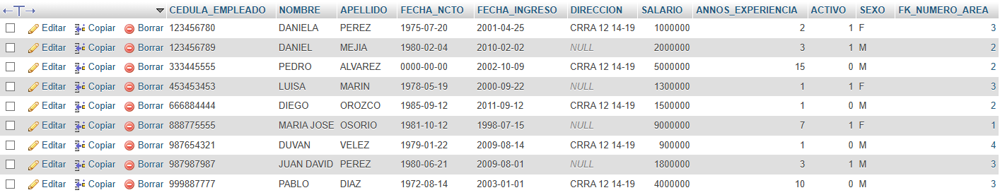 CEDULA_EMPLEADO NOMBRE APELLIDO FECHA_NCTO FECHA_INGRESO DIRECCION SALARIO ANNOS_EXPERIENCIA ACTIVO SEXO FK_NUMERO_AREA
Editar Copiar Borrar 123456780 DANIELA PEREZ 1975-07-20 2001-04-25 CRRA 12 14-19 1000000 2 1 F 3
Editar Copiar Borrar 123456789 DANIEL MEJIA 1980-02-04 2010-02-02 NULL 2000000 3 1 M 2
Editar Copiar Borrar 333445555 PEDRO ALVAREZ 0000-00-00 2002-10-09 CRRA 12 14-19 5000000 15 0 M 2
Editar Copiar Borrar 453453453 LUISA MARIN 1978-05-19 2000-09-22 NULL 1300000 1 1 F 3
Editar Copiar Borrar 666884444 DIEGO OROZCO 1985-09-12 2011-09-12 CRRA 12 14-19 1500000 1 0 M 2
Editar Copiar Borrar 888775555 MARIA JOSE OSORIO 1981-10-12 1998-07-15 NULL 9000000 7 1 F 1
Editar Copiar Borrar 987654321 DUVAN VELEZ 1979-01-22 2009-08-14 CRRA 12 14-19 900000 1 0 M 4
Editar Copiar Borrar 987987987 JUAN DAVID PEREZ 1980-06-21 2009-08-01 NULL 1800000 3 1 M 3
Editar Copiar Borrar 999887777 PABLO DIAZ 1972-08-14 2003-01-01 CRRA 12 14-19 4000000 10 0 M 3